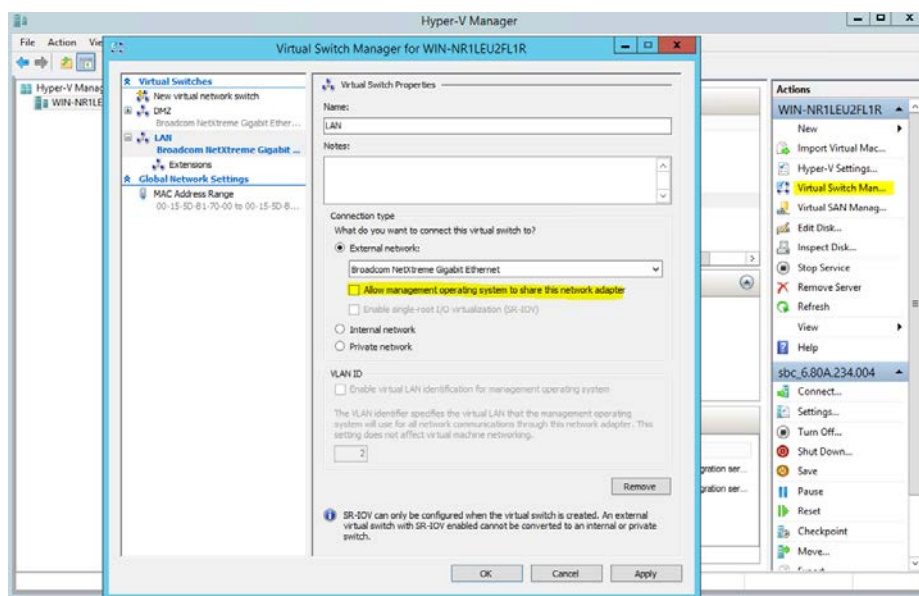 Hyper-V Manager
File Action Vie
Hyper-V Manag
WIN-NR1LE
Virtual Switch Manager for WIN-NR1LEU2FL1R
Virtual Switches
New virtual network switch
DMZ
Broadcom NetXtreme Gigabit Ether...
LAN
Broadcom NetXtreme Gigabit ...
Extensions
Global Network Settings
MAC Address Range
00-15-5D-B1-70-00 to 00-15-5D-B...
Virtual Switch Properties
Name:
LAN
Notes:
Connection type
What do you want to connect this virtual switch to?
External network:
Broadcom NetXtreme Gigabit Ethernet
Allow management operating system to share this network adapter
Enable single-root I/O virtualization (SR-IOV)
Internal network
Private network
VLAN ID
Enable virtual LAN identification for management operating system
The VLAN identifier specifies the virtual LAN that the management operating
system will use for all network communications through this network adapter. This
setting does not affect virtual machine networking.
2
Remove
SR-IOV can only be configured when the virtual switch is created. An external
virtual switch with SR-IOV enabled cannot be converted to an internal or private
switch.
OK Cancel Apply
gration ser...
gration ser...
Actions
WIN-NR1LEU2FL1R
New
Import Virtual Mac...
Hyper-V Settings...
Virtual Switch Man...
Virtual SAN Manag...
Edit Disk...
Inspect Disk...
Stop Service
Remove Server
Refresh
View
Help
sbc_6.80A.234.004
Connect...
Settings...
Turn Off...
Shut Down...
Save
Pause
Reset
Checkpoint
Move...